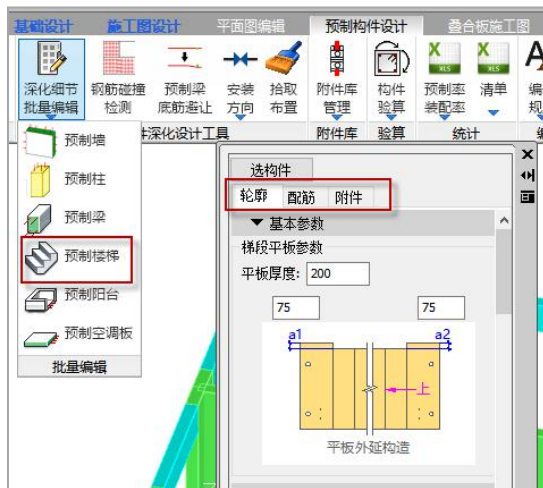 基础设计 施工图设计 平面图编辑 预制构件设计 叠合板施工图
X XLS X XLS A
深化细节 钢筋碰撞 预制梁 安装 拾取 附件库 构件 预制率 清单 编
批量编辑 检测 底筋避让 方向 布置 管理 验算 装配率 规
件深化设计工具 附件库 验算 统计
预制墙
预制柱
预制梁
预制楼梯
预制阳台
预制空调板
批量编辑
选构件
轮廓 配筋 附件
基本参数
梯段平板参数
平板厚度: 200
75 75
a1 a2
上
平板外延构造